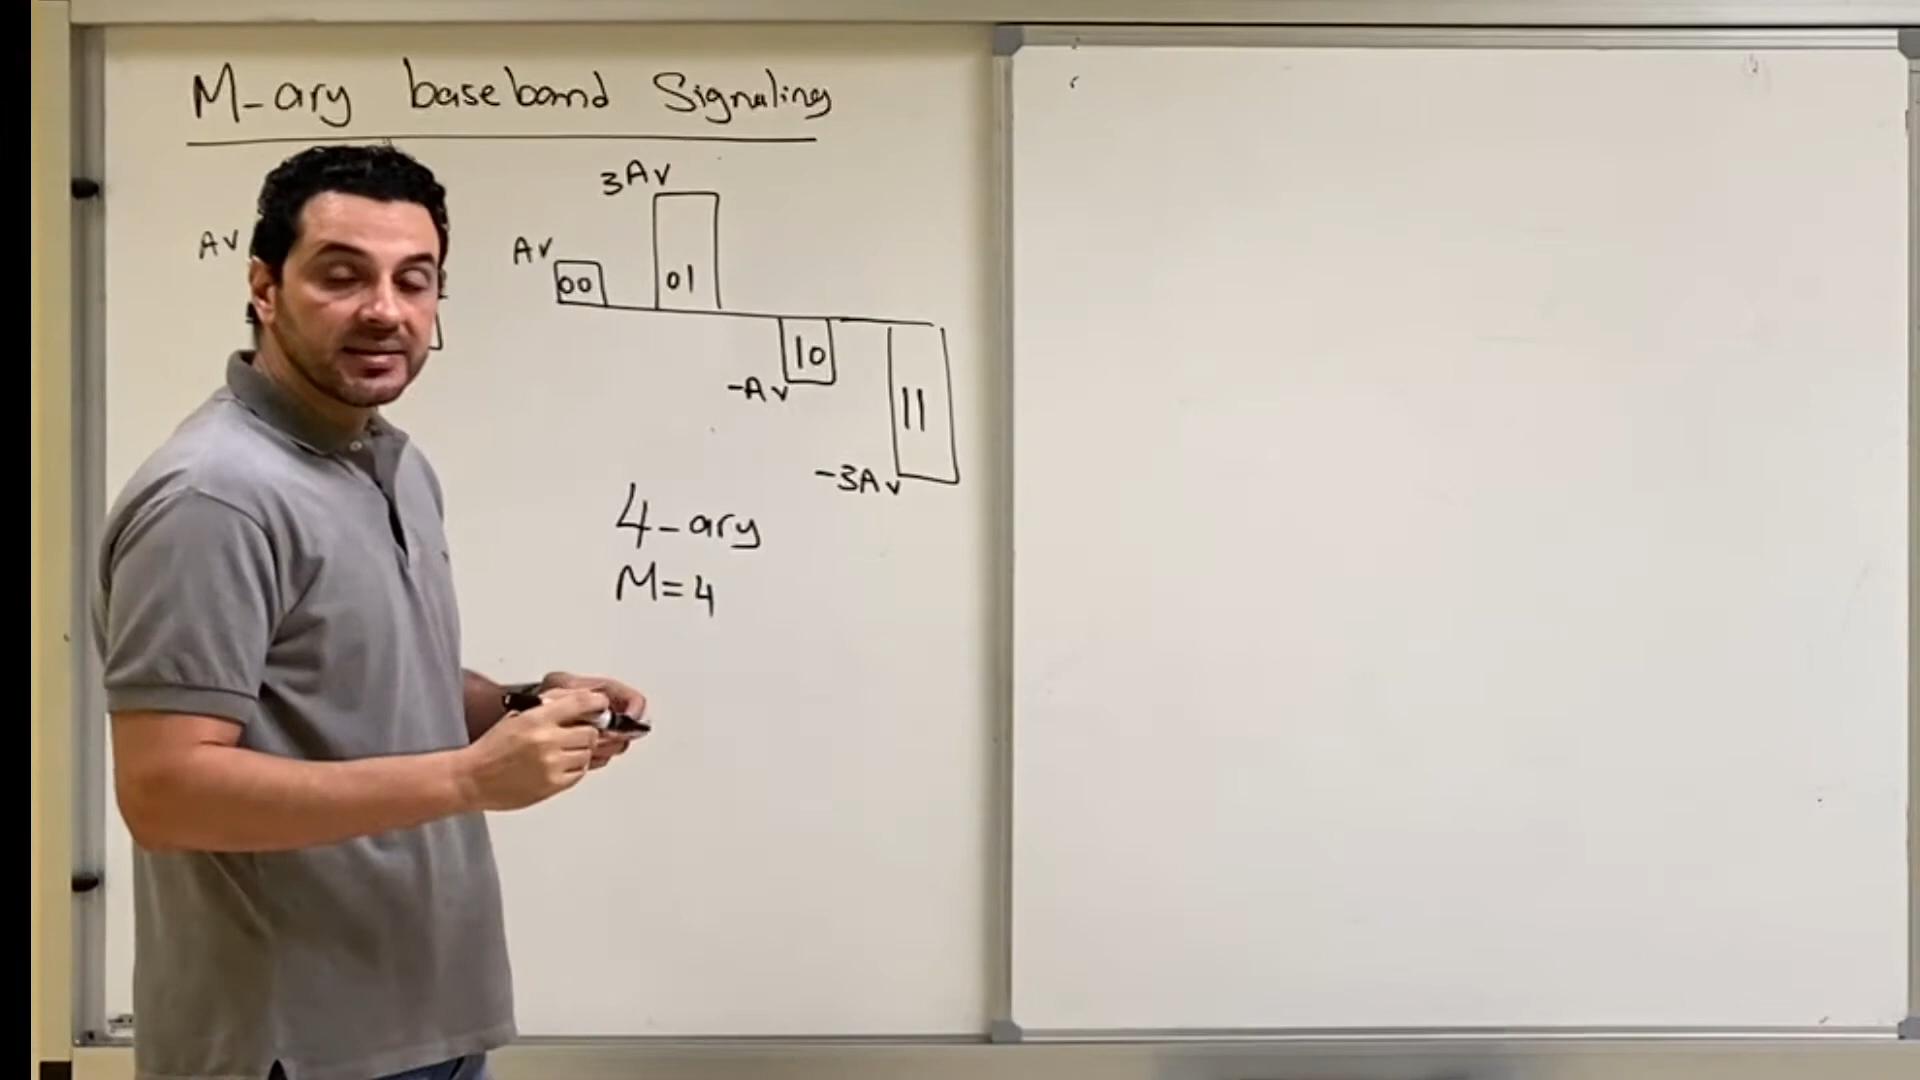 M-ary baseband Signaling
3AV
AV
AV
00
01
10
-AV
11
-3AV
4-ary
M=4